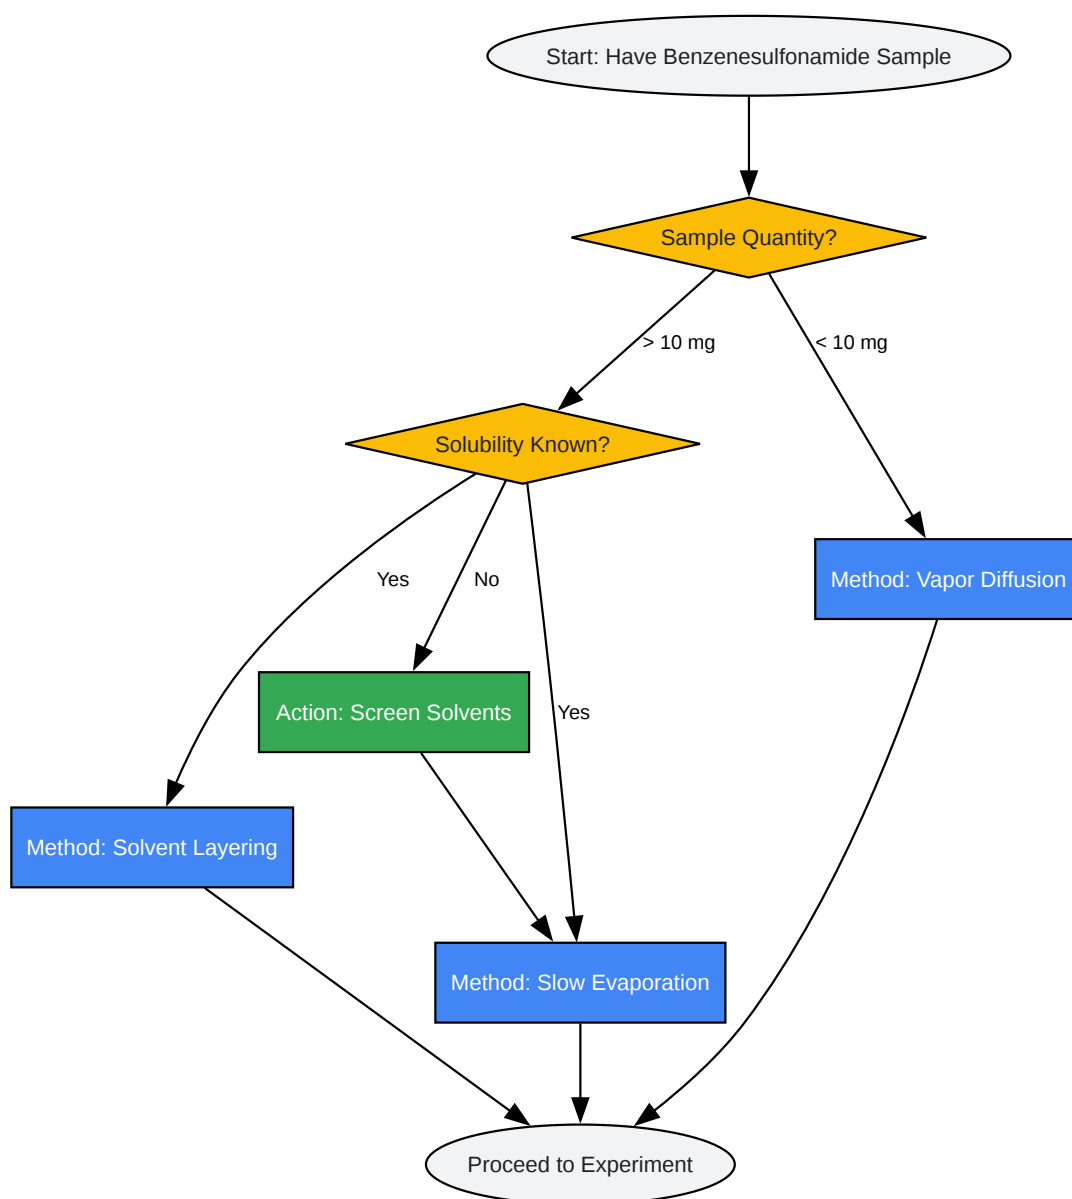 Start: Have Benzenesulfonamide Sample
Sample Quantity?
> 10 mg
< 10 mg
Solubility Known?
Yes
No
Method: Vapor Diffusion
Action: Screen Solvents
Yes
Method: Solvent Layering
Method: Slow Evaporation
Proceed to Experiment